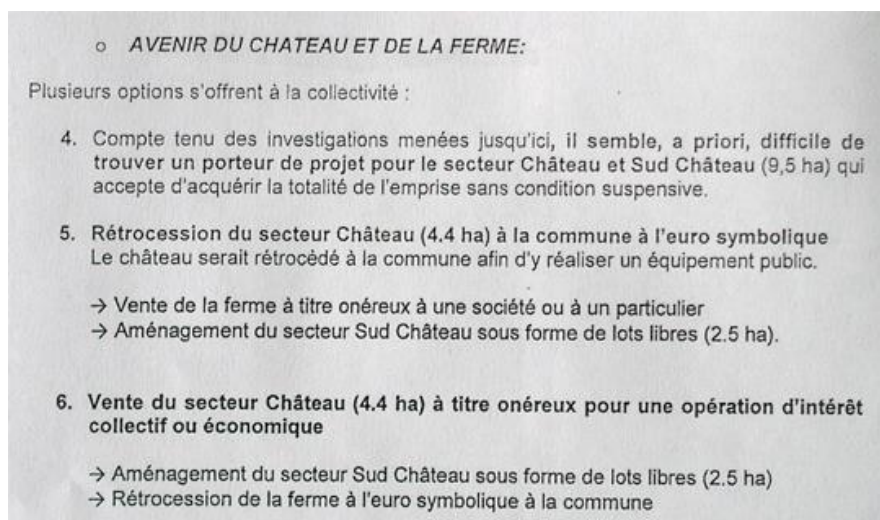 o AVENIR DU CHATEAU ET DE LA FERME:
Plusieurs options s'offrent à la collectivité :
4. Compte tenu des investigations menées jusqu'ici, il semble, a priori, difficile de
trouver un porteur de projet pour le secteur Château et Sud Château (9,5 ha) qui
accepte d'acquérir la totalité de l'emprise sans condition suspensive.
5. Rétrocession du secteur Château (4.4 ha) à la commune à l'euro symbolique
Le château serait rétrocédé à la commune afin d'y réaliser un équipement public.
→ Vente de la ferme à titre onéreux à une société ou à un particulier
→ Aménagement du secteur Sud Château sous forme de lots libres (2.5 ha).
6. Vente du secteur Château (4.4 ha) à titre onéreux pour une opération d'intérêt
collectif ou économique
→ Aménagement du secteur Sud Château sous forme de lots libres (2.5 ha)
→ Rétrocession de la ferme à l'euro symbolique à la commune